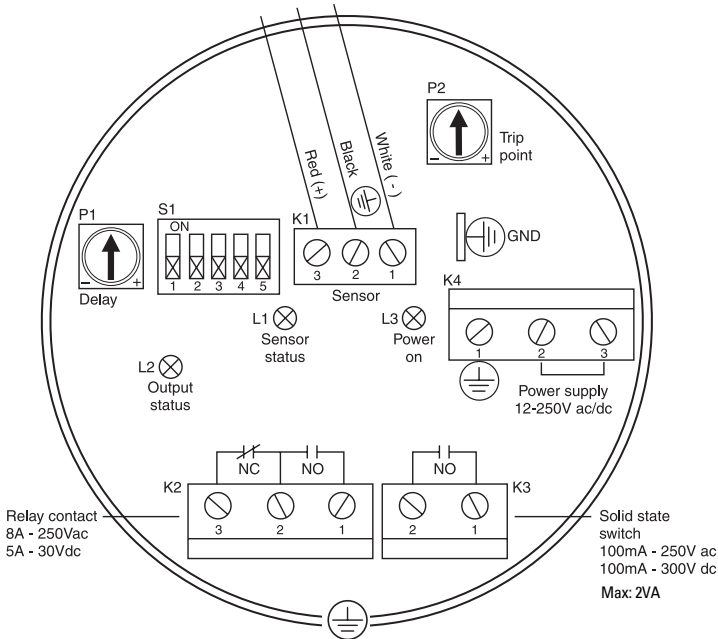 P2
Trip
point
- +
Red (+)
Black
White ( - )
P1
- +
Delay
S1
ON
1 2 3 4 5
K1
3 2 1
Sensor
GND
K4
1 2 3
Power supply
12-250V ac/dc
L1
Sensor
status
L3
Power
on
L2
Output
status
NC NO
K2
3 2 1
Relay contact
8A - 250Vac
5A - 30Vdc
NO
K3
2 1
Solid state
switch
100mA - 250V ac
100mA - 300V dc
Max: 2VA